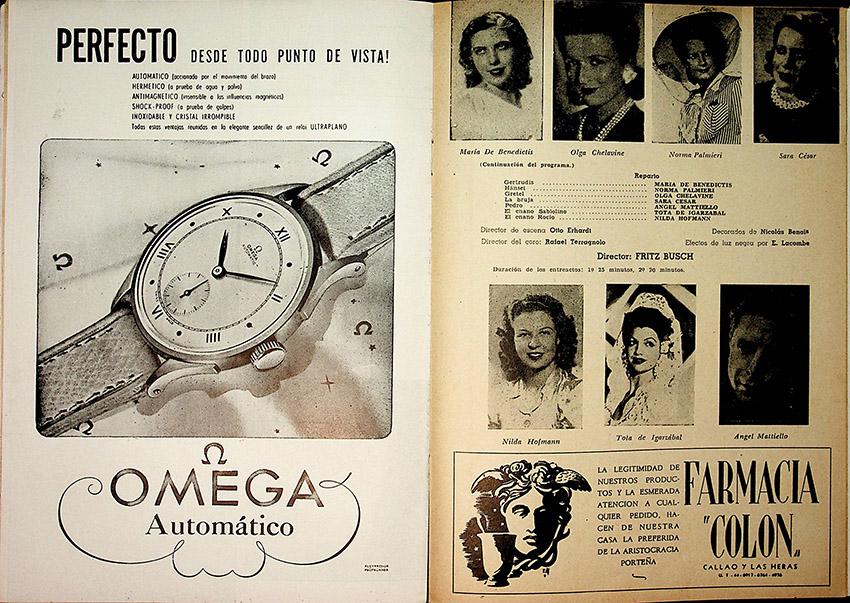 PERFECTO DESDE TODO PUNTO DE VISTA!
AUTOMATICO (accionado por el movimiento del brazo)
HERMETICO (a prueba de agua y polvo)
ANTIMAGNETICO (insensible a las influencias magnéticas)
SHOCK-PROOF (a prueba de golpes)
INOXIDABLE Y CRISTAL IRROMPIBLE
Todas estas ventajas reunidas en la elegante sencillez de un reloj ULTRAPLANO
X
XII
VIII
II
IIII
Ω
OMEGA
Ω
OMEGA
Automático
María De Benedictis
Olga Chelavine
Norma Palmieri
Sara César
(Continuación del programa.)
Reparto
Gertrudis MARIA DE BENEDICTIS
Hänsel NORMA PALMIERI
Gretel OLGA CHELAVINE
La bruja SARA CESAR
Pedro ANGEL MATTIELLO
El enano Sabiolino TOTA DE IGARZABAL
El enano Rocío NILDA HOFMANN
Director de escena Otto Erhardt
Decorados de Nicolás Benois
Director del coro: Rafael Terragnolo
Efectos de luz negra por E. Lacombe
Director: FRITZ BUSCH
Duración de los entreactos: 1º 25 minutos, 2º 20 minutos.
Nilda Hofmann
Tota de Igarzábal
Angel Mattiello
LA LEGITIMIDAD DE
NUESTROS PRODUC-
TOS Y LA ESMERADA
ATENCION A CUAL-
QUIER PEDIDO, HA-
CEN DE NUESTRA
CASA LA PREFERIDA
DE LA ARISTOCRACIA
PORTEÑA
FARMACIA
"COLON"
CALLAO Y LAS HERAS